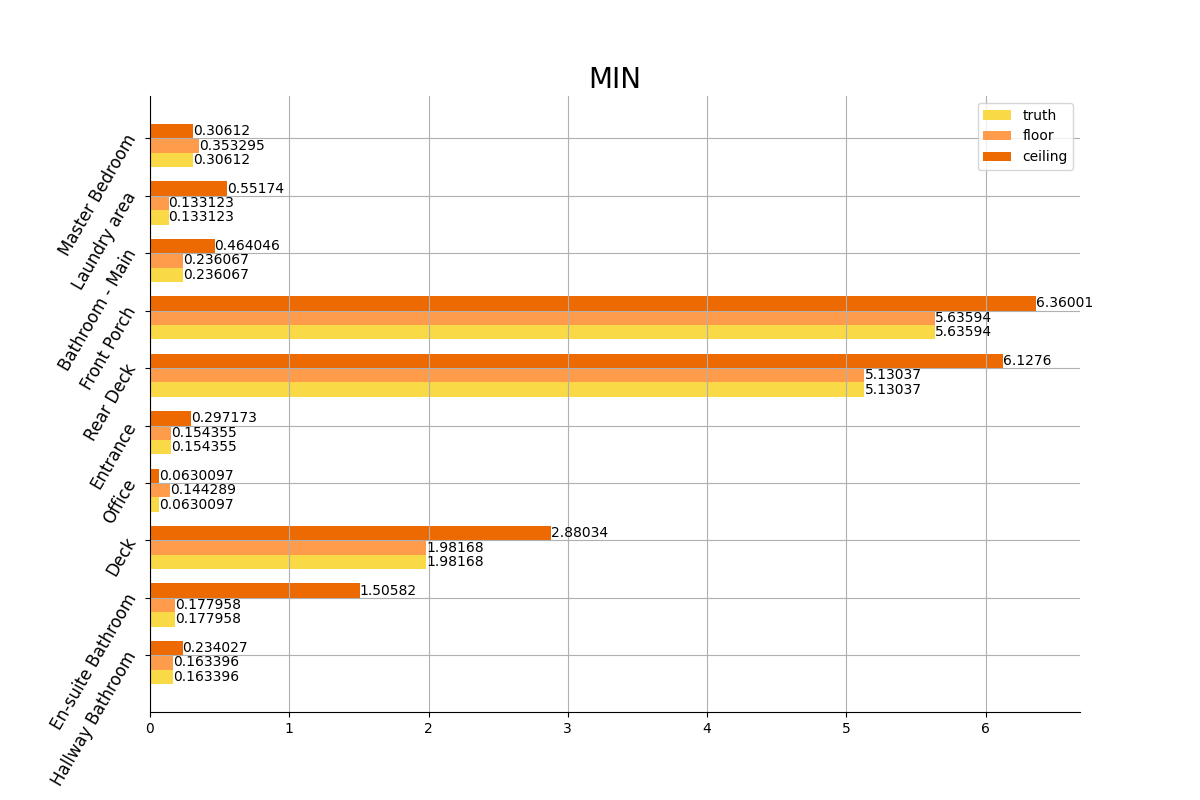 MIN
truth
floor
ceiling
Master Bedroom
0.30612
0.353295
0.30612
Laundry area
0.55174
0.133123
0.133123
Bathroom - Main
0.464046
0.236067
0.236067
Front Porch
6.36001
5.63594
5.63594
Rear Deck
6.1276
5.13037
5.13037
Entrance
0.297173
0.154355
0.154355
Office
0.0630097
0.144289
0.0630097
Deck
2.88034
1.98168
1.98168
En-suite Bathroom
1.50582
0.177958
0.177958
Hallway Bathroom
0.234027
0.163396
0.163396
0 1 2 3 4 5 6